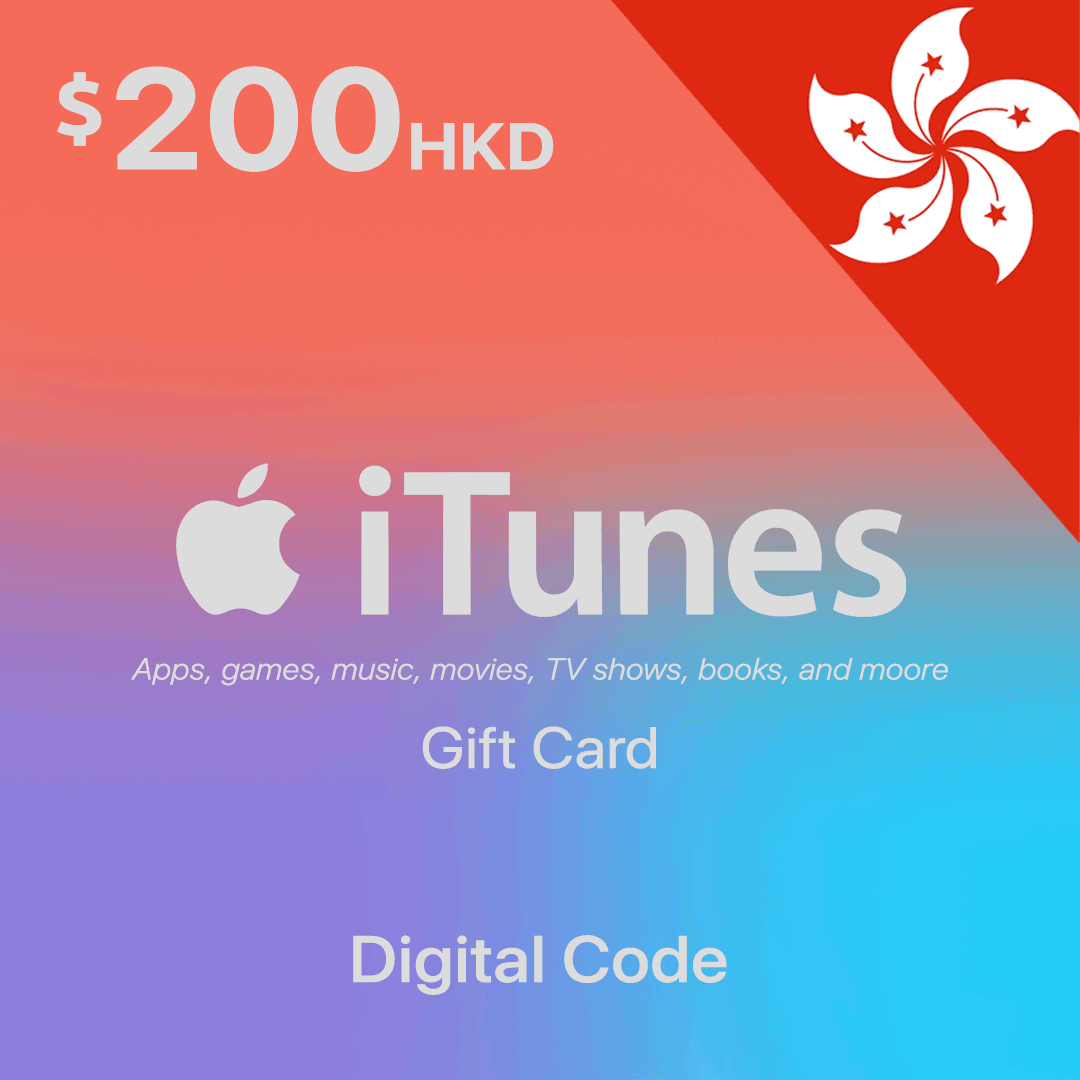 $200HKD
iTunes
Apps, games, music, movies, TV shows, books, and moore
Gift Card
Digital Code